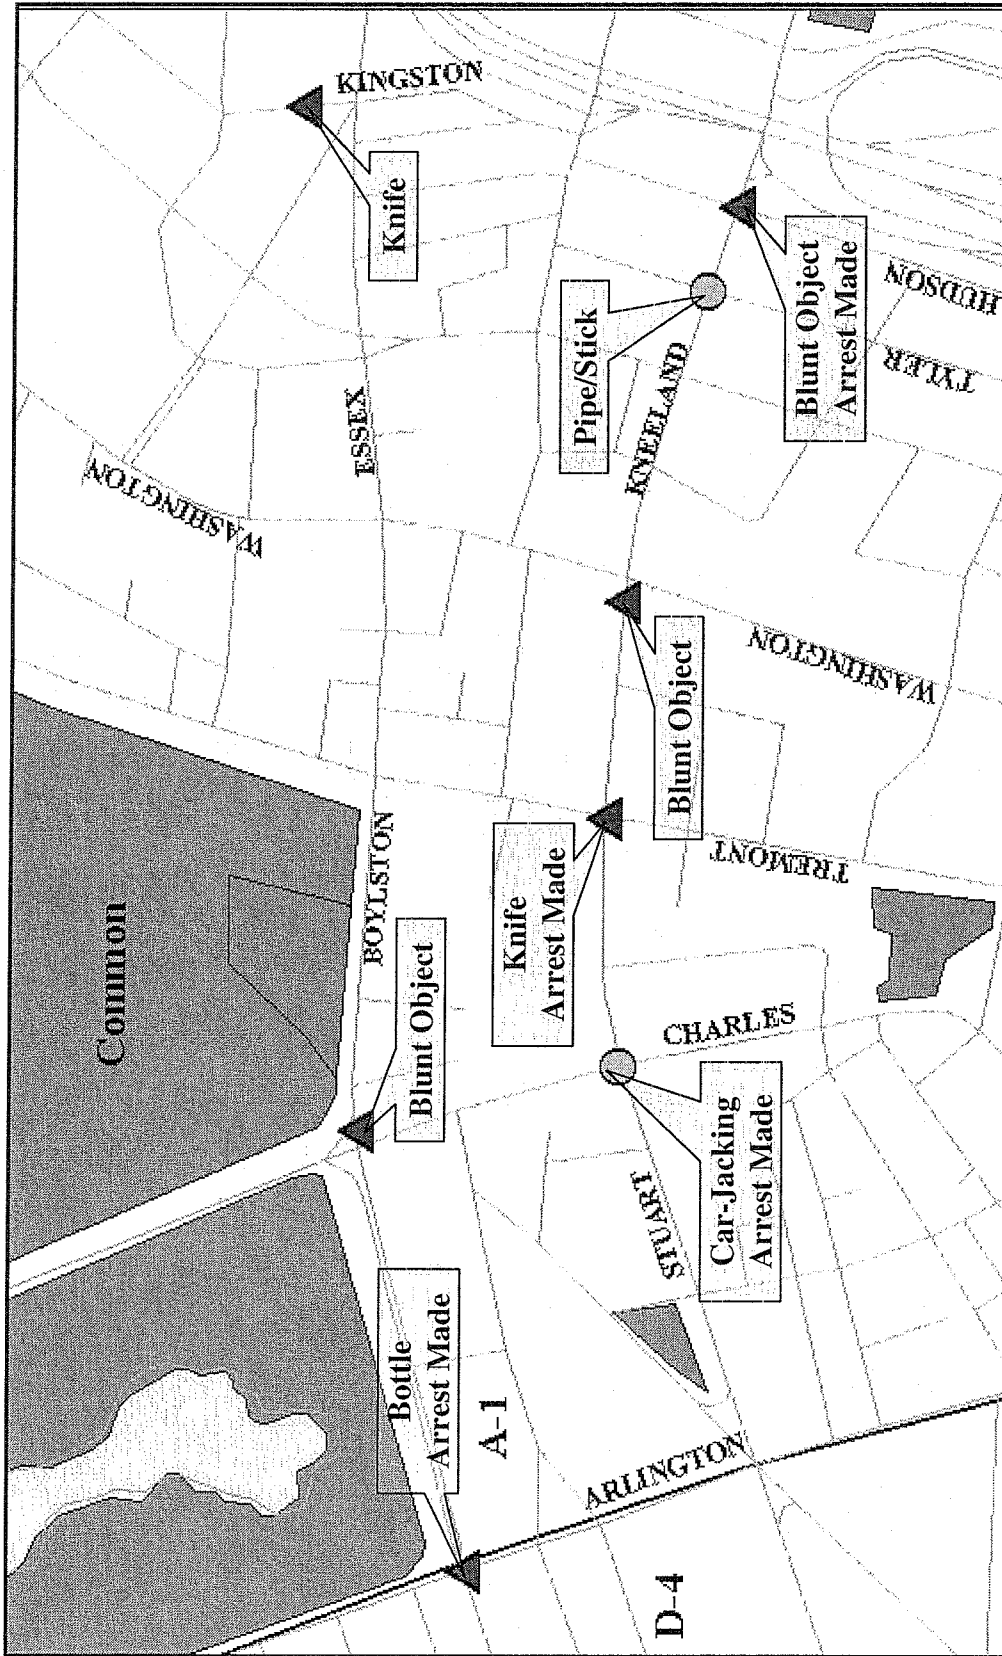 Common
Bottle
Arrest Made
A-1
D-4
ARLINGTON
BOYLSTON
Blunt Object
STUART
CHARLES
Car-Jacking
Arrest Made
Knife
Arrest Made
TREMONT
Blunt Object
WASHINGTON
WASHINGTON
ESSEX
KNEELAND
Pipe/Stick
KINGSTON
Knife
Blunt Object
Arrest Made
TYLER
HUDSON